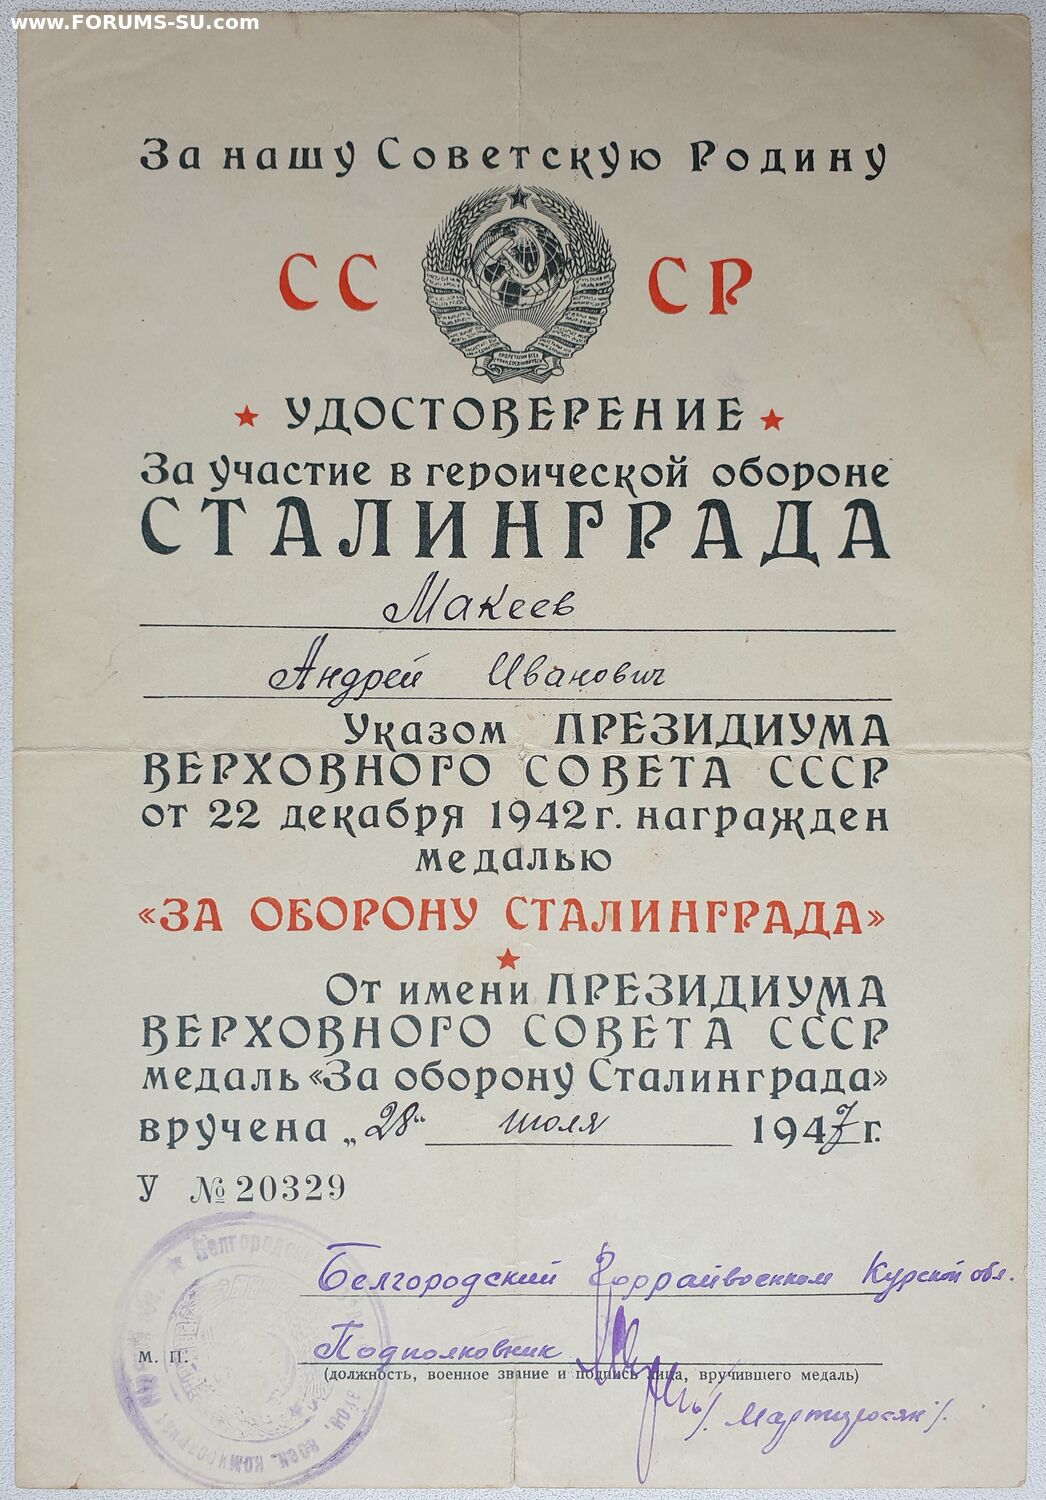 www.FORUMS-SU.com
За нашу Советскую Родину
СС СР
УДОСТОВЕРЕНИЕ
За участие в героической обороне
СТАЛИНГРАДА
Макеев
Андрей Иванович
Указом ПРЕЗИДИУМА
ВЕРХОВНОГО СОВЕТА СССР
от 22 декабря 1942 г. награжден
медалью
«ЗА ОБОРОНУ СТАЛИНГРАДА»
От имени ПРЕЗИДИУМА
ВЕРХОВНОГО СОВЕТА СССР
медаль «За оборону Сталинграда»
вручена „28“ июля 1947 г.
У № 20329
Белгородский Горрайвоенком Курской обл.
М. П. Подполковник
(должность, военное звание и подпись лица, вручившего медаль)
/Мартиросян/.